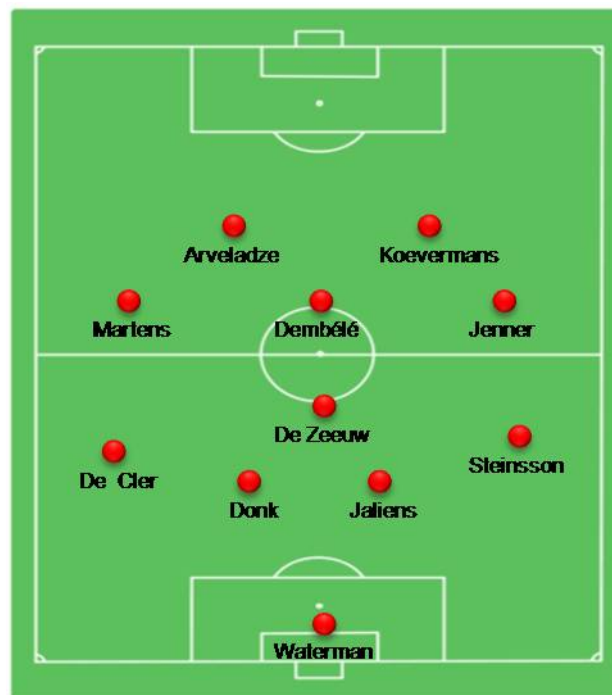 Arveladze Koevermans
Martens Dembélé Jenner
De Zeeuw
Steinsson
De Cler
Donk Jaliens
Waterman